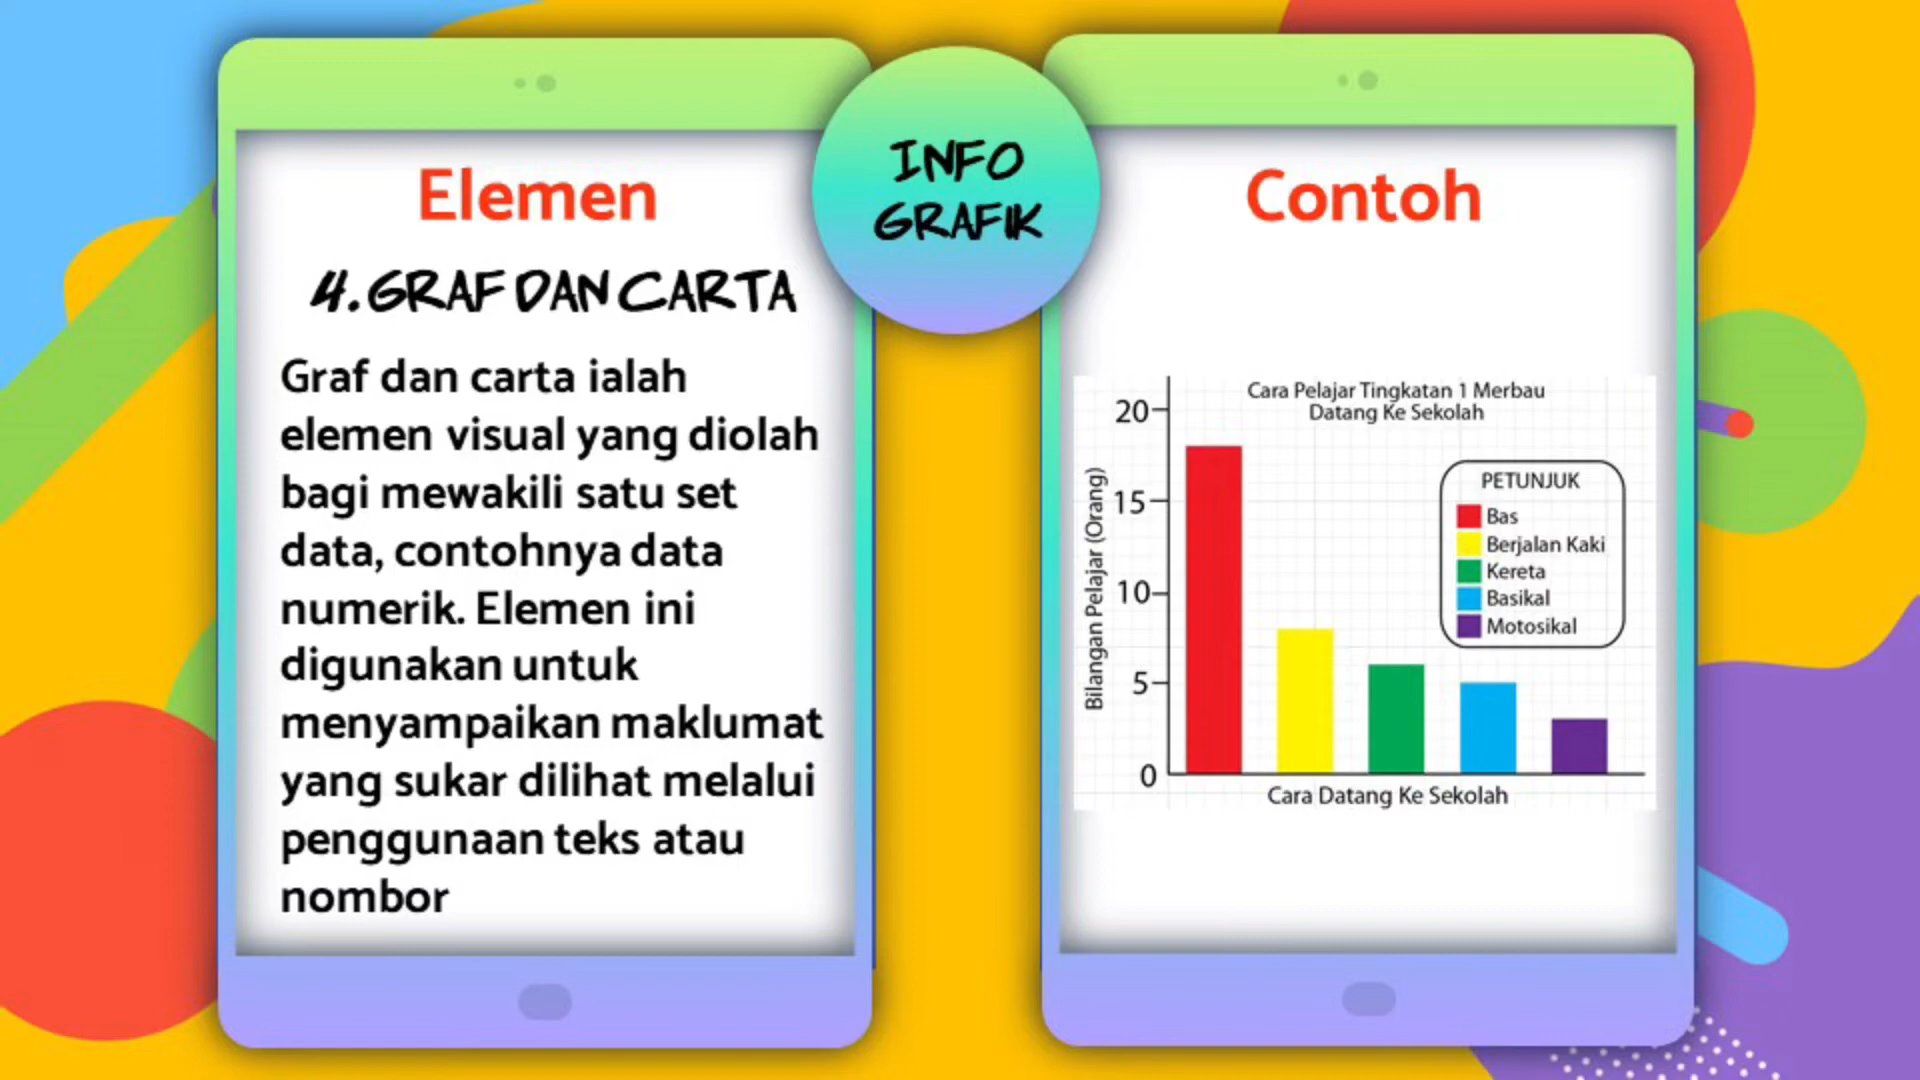 INFO
GRAFIK
Elemen
4. GRAF DAN CARTA
Graf dan carta ialah
elemen visual yang diolah
bagi mewakili satu set
data, contohnya data
numerik. Elemen ini
digunakan untuk
menyampaikan maklumat
yang sukar dilihat melalui
penggunaan teks atau
nombor
Contoh
Cara Pelajar Tingkatan 1 Merbau
Datang Ke Sekolah
Bilangan Pelajar (Orang)
20
15
10
5
0
PETUNJUK
Bas
Berjalan Kaki
Kereta
Basikal
Motosikal
Cara Datang Ke Sekolah